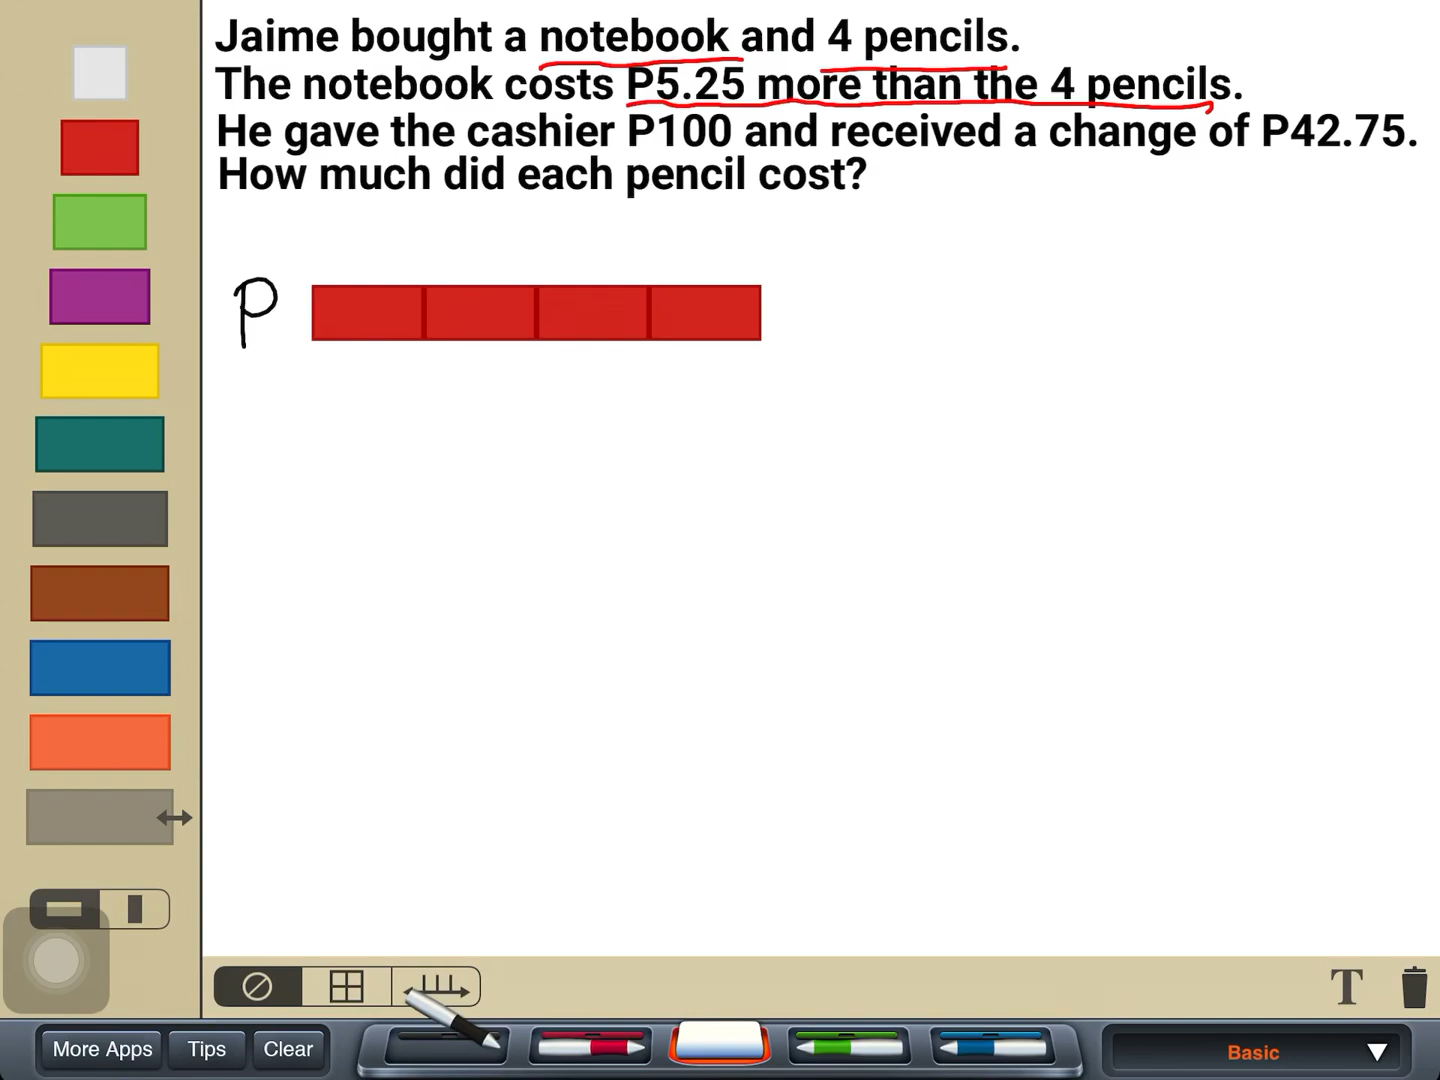 Jaime bought a notebook and 4 pencils.
The notebook costs P5.25 more than the 4 pencils.
He gave the cashier P100 and received a change of P42.75.
How much did each pencil cost?
P
T
More Apps
Tips
Clear
Basic